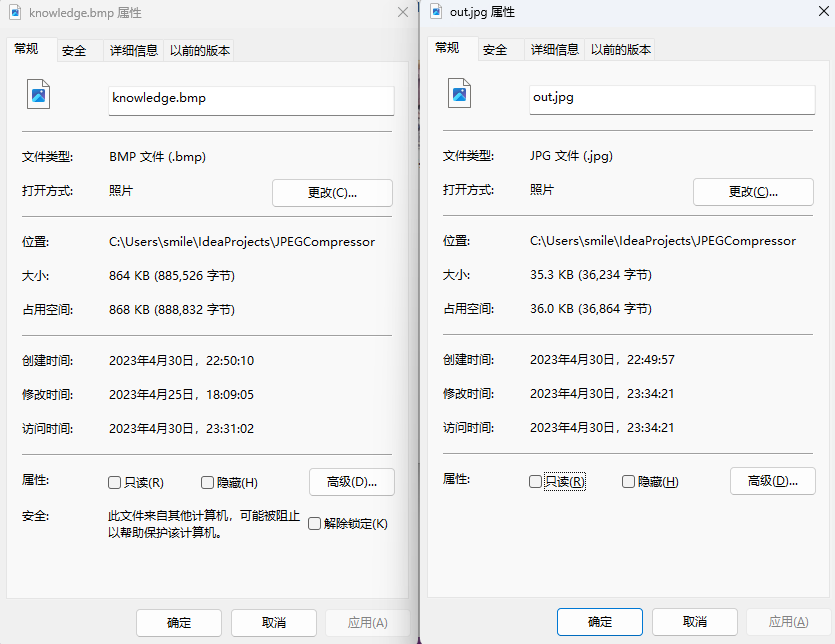 knowledge.bmp 属性
常规 安全 详细信息 以前的版本
knowledge.bmp
文件类型: BMP 文件 (.bmp)
打开方式: 照片 更改(C)...
位置: C:\Users\smile\IdeaProjects\JPEGCompressor
大小: 864 KB (885,526 字节)
占用空间: 868 KB (888,832 字节)
创建时间: 2023年4月30日，22:50:10
修改时间: 2023年4月25日，18:09:05
访问时间: 2023年4月30日，23:31:02
属性: 只读(R) 隐藏(H) 高级(D)...
安全: 此文件来自其他计算机，可能被阻止
以帮助保护该计算机。 解除锁定(K)
确定 取消 应用(A)
out.jpg 属性
常规 安全 详细信息 以前的版本
out.jpg
文件类型: JPG 文件 (.jpg)
打开方式: 照片 更改(C)...
位置: C:\Users\smile\IdeaProjects\JPEGCompressor
大小: 35.3 KB (36,234 字节)
占用空间: 36.0 KB (36,864 字节)
创建时间: 2023年4月30日，22:49:57
修改时间: 2023年4月30日，23:34:21
访问时间: 2023年4月30日，23:34:21
属性: 只读(R) 隐藏(H) 高级(D)...
确定 取消 应用(A)